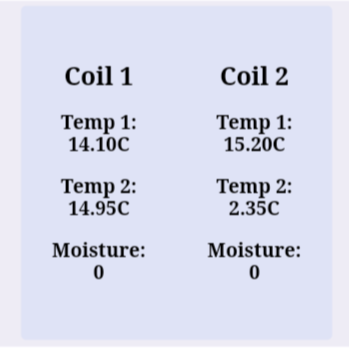 Coil 1
Temp 1:
14.10C
Temp 2:
14.95C
Moisture:
0
Coil 2
Temp 1:
15.20C
Temp 2:
2.35C
Moisture:
0